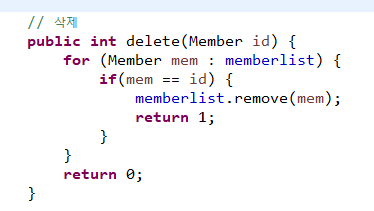 // 삭제
public int delete(Member id) {
for (Member mem : memberlist) {
if(mem == id) {
memberlist.remove(mem);
return 1;
}
}
return 0;
}